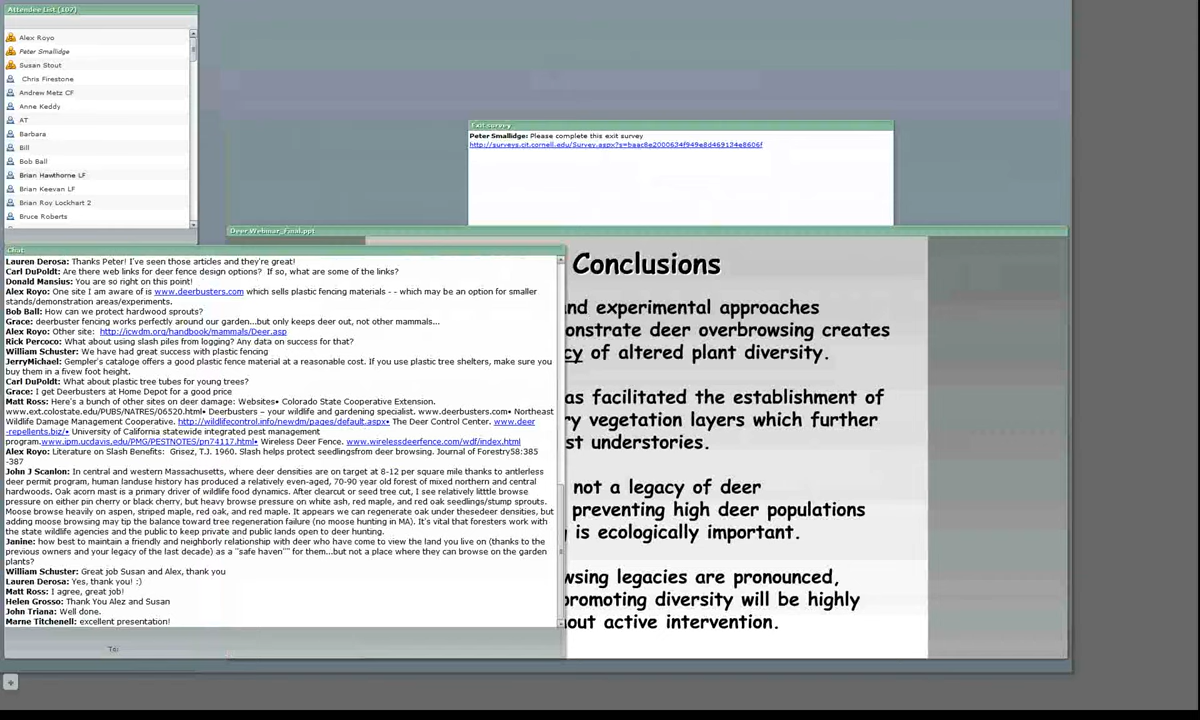 Attendee List (107)
Alex Royo
Peter Smallidge
Susan Stout
Chris Firestone
Andrew Metz CF
Anne Keddy
AT
Barbara
Bill
Bob Ball
Brian Hawthorne LF
Brian Keevan LF
Brian Roy Lockhart 2
Bruce Roberts
Exit survey
Peter Smallidge: Please complete this exit survey
http://surveys.cit.cornell.edu/Survey.aspx?s=baac8e2000634f949e8d469134e8606f
Deer.Webinar_Final.ppt
Chat
Lauren Derosa: Thanks Peter! I've seen those articles and they're great!
Carl DuPoldt: Are there web links for deer fence design options? If so, what are some of the links?
Donald Mansius: You are so right on this point!
Alex Royo: One site I am aware of is www.deerbusters.com which sells plastic fencing materials - - which may be an option for smaller
stands/demonstration areas/experiments.
Bob Ball: How can we protect hardwood sprouts?
Grace: deerbuster fencing works perfectly around our garden...but only keeps deer out, not other mammals...
Alex Royo: Other site: http://icwdm.org/handbook/mammals/Deer.asp
Rick Percoco: What about using slash piles from logging? Any data on success for that?
William Schuster: We have had great success with plastic fencing
JerryMichael: Gempler's cataloge offers a good plastic fence material at a reasonable cost. If you use plastic tree shelters, make sure you
buy them in a fivew foot height.
Carl DuPoldt: What about plastic tree tubes for young trees?
Grace: I get Deerbusters at Home Depot for a good price
Matt Ross: Here's a bunch of other sites on deer damage: Websites• Colorado State Cooperative Extension.
www.ext.colostate.edu/PUBS/NATRES/06520.html• Deerbusters – your wildlife and gardening specialist. www.deerbusters.com• Northeast
Wildlife Damage Management Cooperative. http://wildlifecontrol.info/newdm/pages/default.aspx• The Deer Control Center. www.deer
-repellents.biz/• University of California statewide integrated pest management
program.www.ipm.ucdavis.edu/PMG/PESTNOTES/pn74117.html• Wireless Deer Fence. www.wirelessdeerfence.com/wdf/index.html
Alex Royo: Literature on Slash Benefits: Grisez, T.J. 1960. Slash helps protect seedlingsfrom deer browsing. Journal of Forestry58:385
-387
John J Scanlon: In central and western Massachusetts, where deer densities are on target at 8-12 per square mile thanks to antlerless
deer permit program, human landuse history has produced a relatively even-aged, 70-90 year old forest of mixed northern and central
hardwoods. Oak acorn mast is a primary driver of wildlife food dynamics. After clearcut or seed tree cut, I see relatively litttle browse
pressure on either pin cherry or black cherry, but heavy browse pressure on white ash, red maple, and red oak seedlings/stump sprouts.
Moose browse heavily on aspen, striped maple, red oak, and red maple. It appears we can regenerate oak under thesedeer densities, but
adding moose browsing may tip the balance toward tree regeneration failure (no moose hunting in MA). It's vital that foresters work with
the state wildlife agencies and the public to keep private and public lands open to deer hunting.
Janine: how best to maintain a friendly and neighborly relationship with deer who have come to view the land you live on (thanks to the
previous owners and your legacy of the last decade) as a "safe haven"" for them...but not a place where they can browse on the garden
plants?
William Schuster: Great job Susan and Alex, thank you
Lauren Derosa: Yes, thank you! :)
Matt Ross: I agree, great job!
Helen Grosso: Thank You Alez and Susan
John Triana: Well done.
Marne Titchenell: excellent presentation!
To:
Conclusions
nd experimental approaches
onstrate deer overbrowsing creates
cy of altered plant diversity.
as facilitated the establishment of
ry vegetation layers which further
st understories.
not a legacy of deer
preventing high deer populations
is ecologically important.
wsing legacies are pronounced,
promoting diversity will be highly
out active intervention.